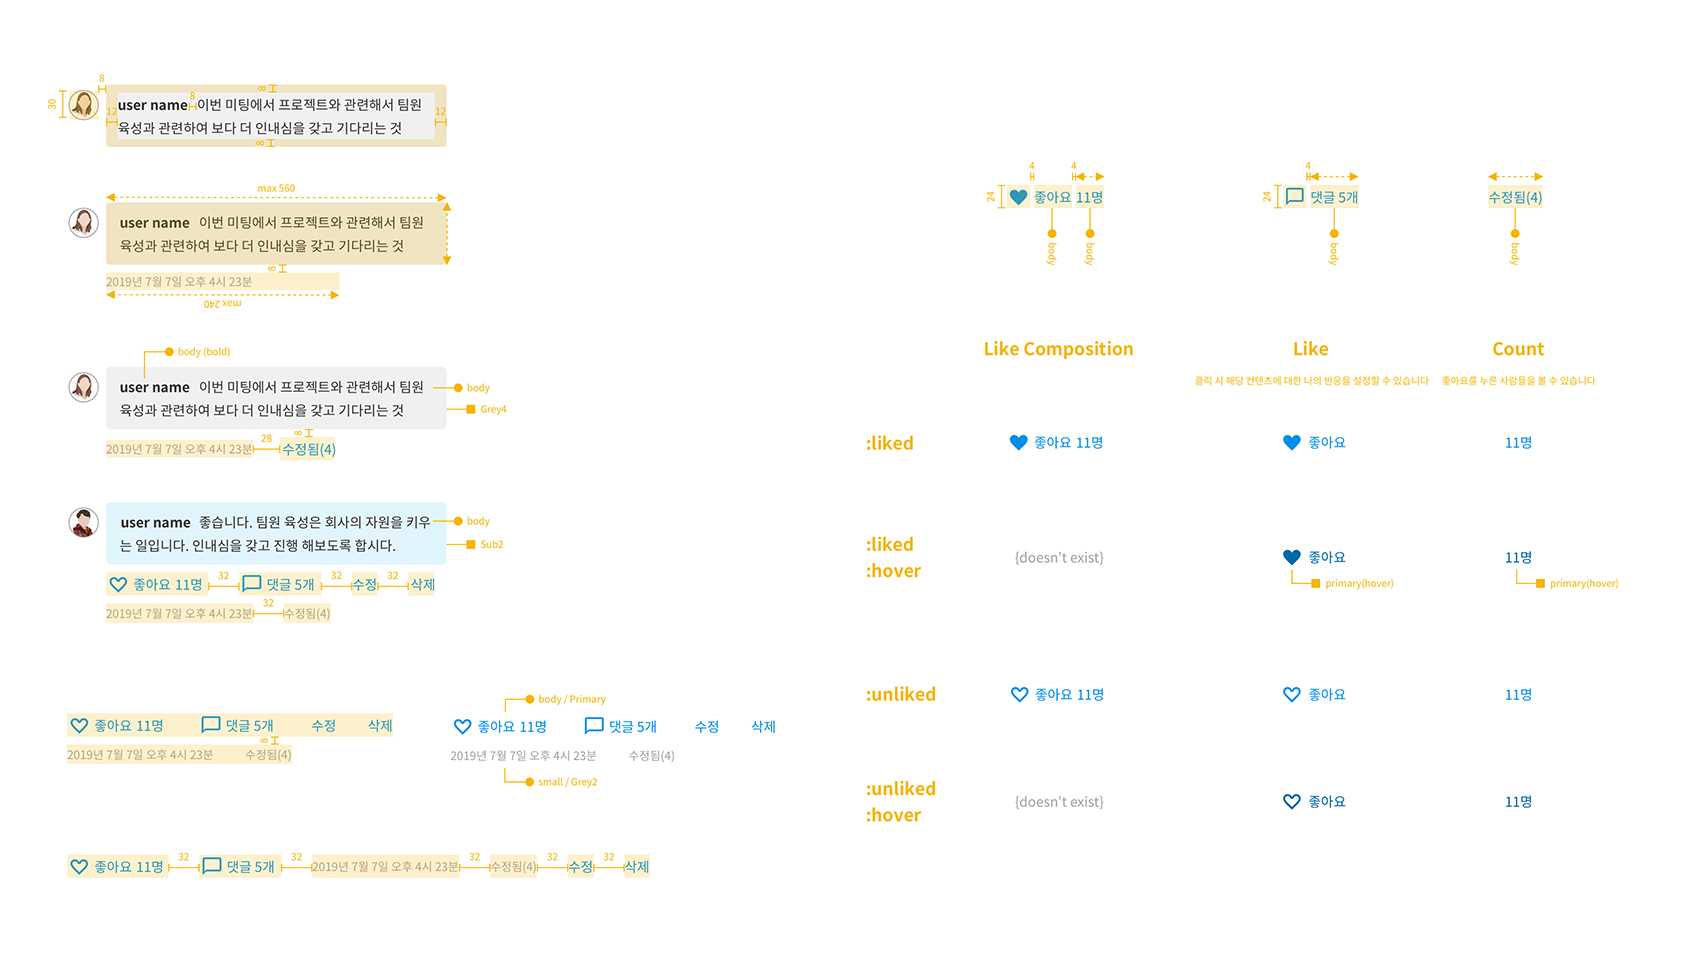 8
8
30
user name
8
이번 미팅에서 프로젝트와 관련해서 팀원
12
12
육성과 관련하여 보다 더 인내심을 갖고 기다리는 것
8
max 560
user name 이번 미팅에서 프로젝트와 관련해서 팀원
육성과 관련하여 보다 더 인내심을 갖고 기다리는 것
8
2019년 7월 7일 오후 4시 23분
max 240
body (bold)
user name 이번 미팅에서 프로젝트와 관련해서 팀원
body
육성과 관련하여 보다 더 인내심을 갖고 기다리는 것
Grey4
8
28
2019년 7월 7일 오후 4시 23분
수정됨(4)
user name 좋습니다. 팀원 육성은 회사의 자원을 키우
body
는 일입니다. 인내심을 갖고 진행 해보도록 합시다.
Sub2
좋아요 11명
32
댓글 5개
32
수정
32
삭제
32
2019년 7월 7일 오후 4시 23분
수정됨(4)
좋아요 11명 댓글 5개 수정 삭제
8
2019년 7월 7일 오후 4시 23분 수정됨(4)
body / Primary
좋아요 11명 댓글 5개 수정 삭제
2019년 7월 7일 오후 4시 23분 수정됨(4)
small / Grey2
좋아요 11명
32
댓글 5개
32
2019년 7월 7일 오후 4시 23분
32
수정됨(4)
32
수정
32
삭제
4
4
24
좋아요 11명
body
body
4
24
댓글 5개
body
수정됨(4)
body
Like Composition
Like
Count
클릭 시 해당 컨텐츠에 대한 나의 반응을 설정할 수 있습니다
좋아요를 누른 사람들을 볼 수 있습니다
:liked
좋아요 11명
좋아요
11명
:liked
:hover
{doesn't exist}
좋아요
11명
primary(hover)
primary(hover)
:unliked
좋아요 11명
좋아요
11명
:unliked
:hover
{doesn't exist}
좋아요
11명